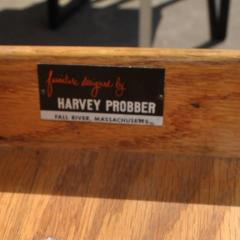 furniture designed by
HARVEY PROBBER
FALL RIVER, MASSACHUSETTS